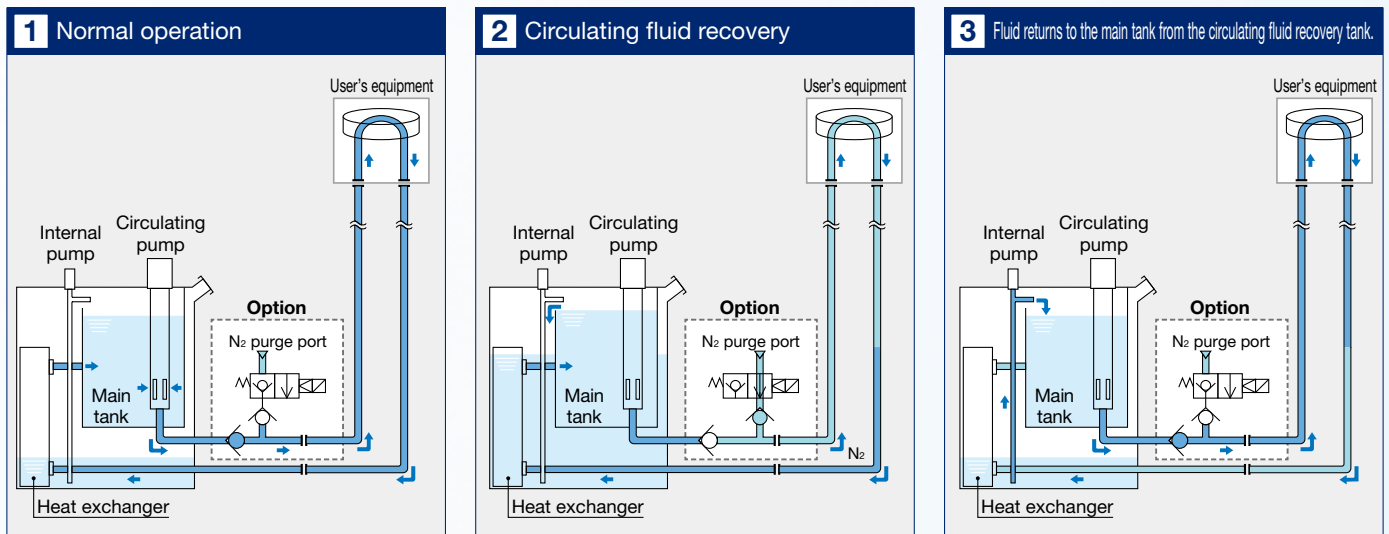 1 Normal operation
User's equipment
Internal
pump
Circulating
pump
Option
N₂ purge port
Main
tank
Heat exchanger
2 Circulating fluid recovery
User's equipment
Internal
pump
Circulating
pump
Option
N₂ purge port
Main
tank
N₂
Heat exchanger
3 Fluid returns to the main tank from the circulating fluid recovery tank.
User's equipment
Internal
pump
Circulating
pump
Option
N₂ purge port
Main
tank
Heat exchanger